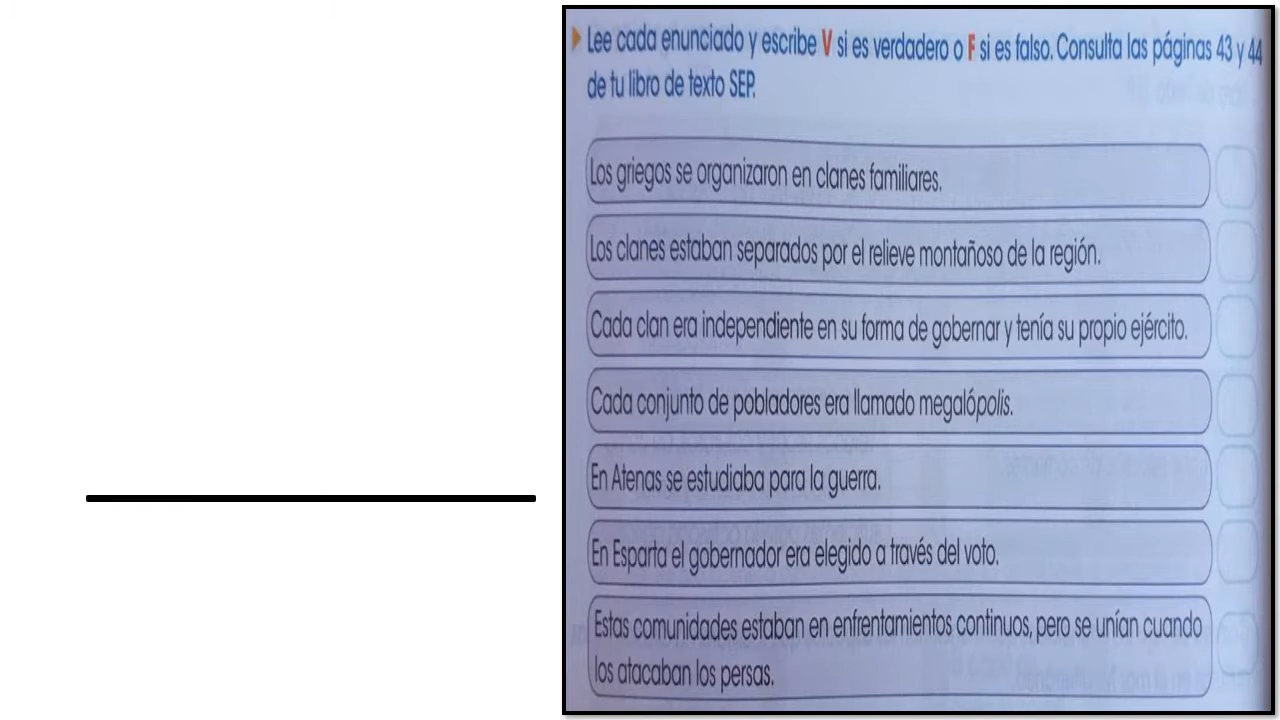 Lee cada enunciado y escribe V si es verdadero o F si es falso. Consulta las páginas 43 y 44
de tu libro de texto SEP.
Los griegos se organizaron en clanes familiares.
Los clanes estaban separados por el relieve montañoso de la región.
Cada clan era independiente en su forma de gobernar y tenía su propio ejército.
Cada conjunto de pobladores era llamado megalópolis.
En Atenas se estudiaba para la guerra.
En Esparta el gobernador era elegido a través del voto.
Estas comunidades estaban en enfrentamientos continuos, pero se unían cuando
los atacaban los persas.